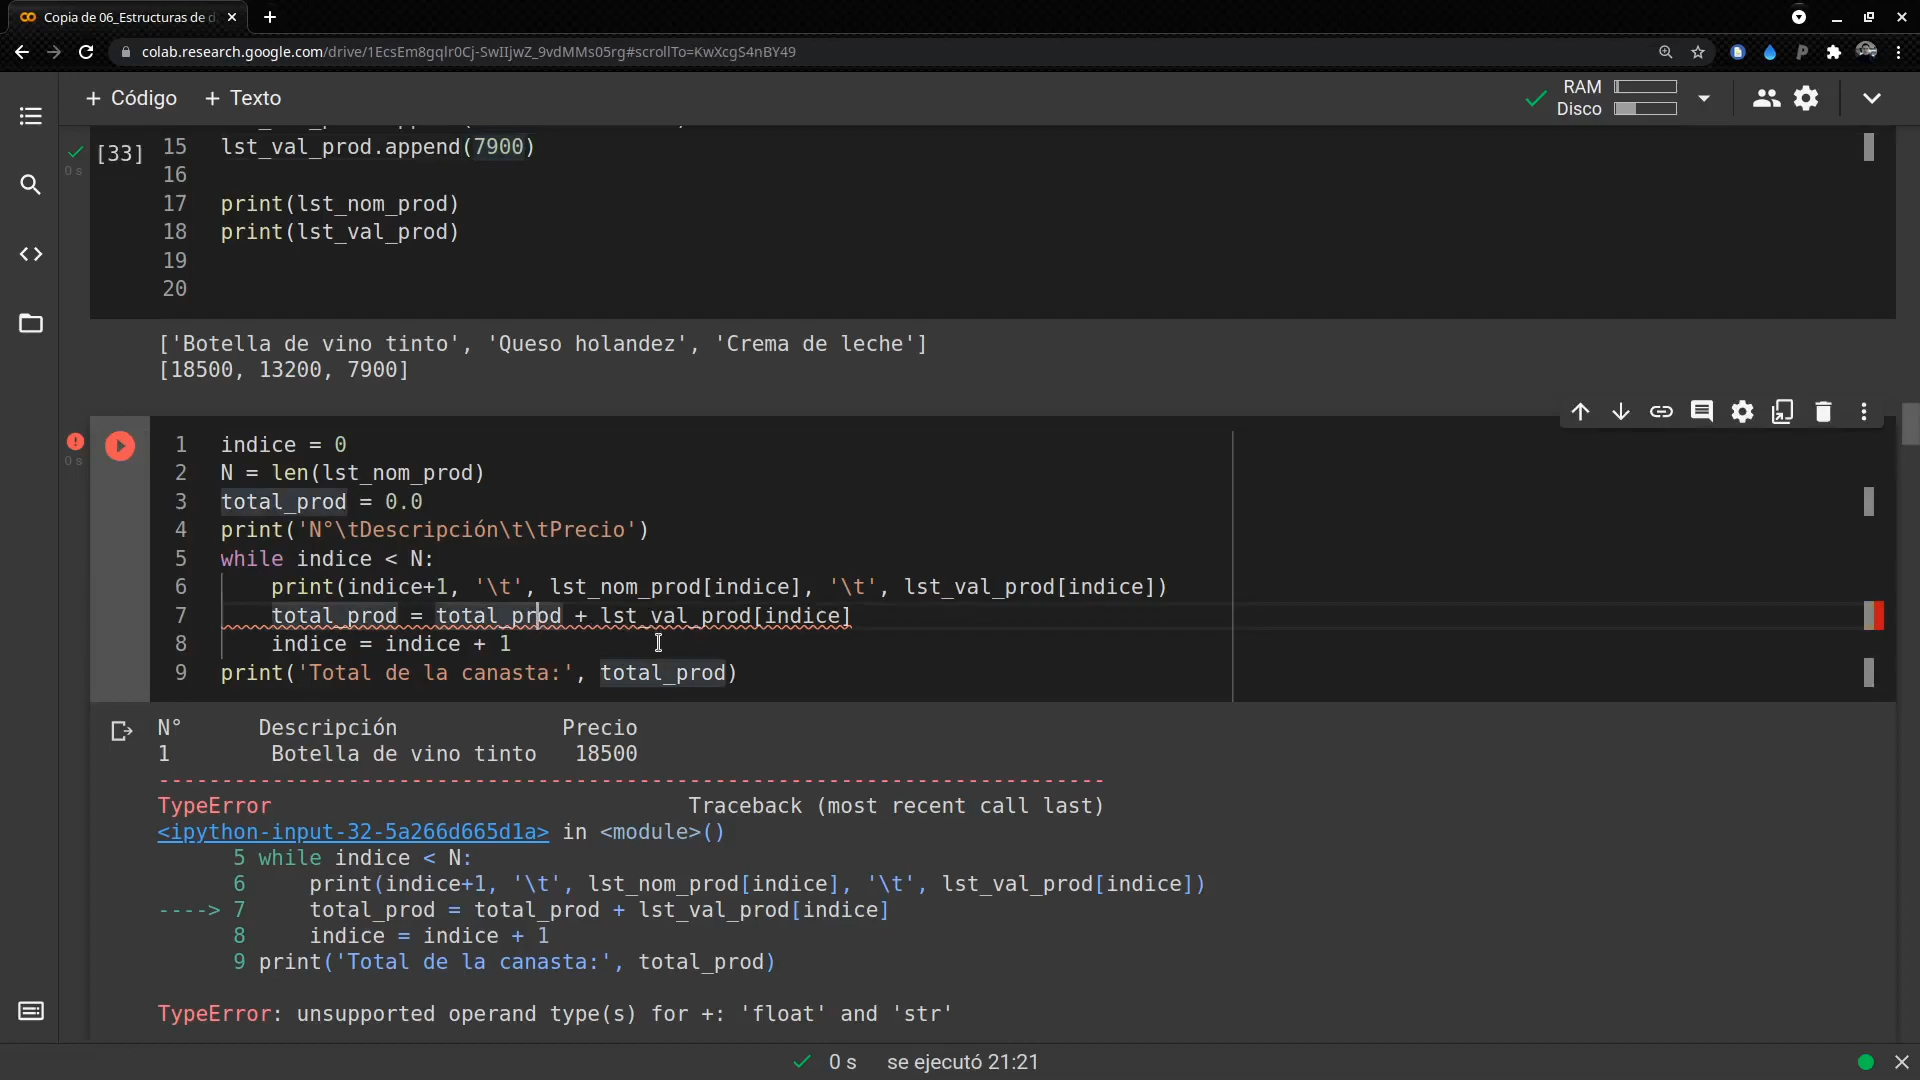 Copia de 06_Estructuras de d
colab.research.google.com/drive/1EcsEm8gqlr0Cj-SwIIjwZ_9vdMMs05rg#scrollTo=KwXcgS4nBY49
+ Código + Texto
RAM
Disco
[33] 15 lst_val_prod.append(7900)
0 s
16
17 print(lst_nom_prod)
18 print(lst_val_prod)
19
20
['Botella de vino tinto', 'Queso holandez', 'Crema de leche']
[18500, 13200, 7900]
0 s
1 indice = 0
2 N = len(lst_nom_prod)
3 total_prod = 0.0
4 print('N°\tDescripción\t\tPrecio')
5 while indice < N:
6 print(indice+1, '\t', lst_nom_prod[indice], '\t', lst_val_prod[indice])
7 total_prod = total_prod + lst_val_prod[indice]
8 indice = indice + 1
9 print('Total de la canasta:', total_prod)
N° Descripción Precio
1 Botella de vino tinto 18500
---------------------------------------------------------------------------
TypeError Traceback (most recent call last)
<ipython-input-32-5a266d665d1a> in <module>()
5 while indice < N:
6 print(indice+1, '\t', lst_nom_prod[indice], '\t', lst_val_prod[indice])
----> 7 total_prod = total_prod + lst_val_prod[indice]
8 indice = indice + 1
9 print('Total de la canasta:', total_prod)
TypeError: unsupported operand type(s) for +: 'float' and 'str'
0 s se ejecutó 21:21